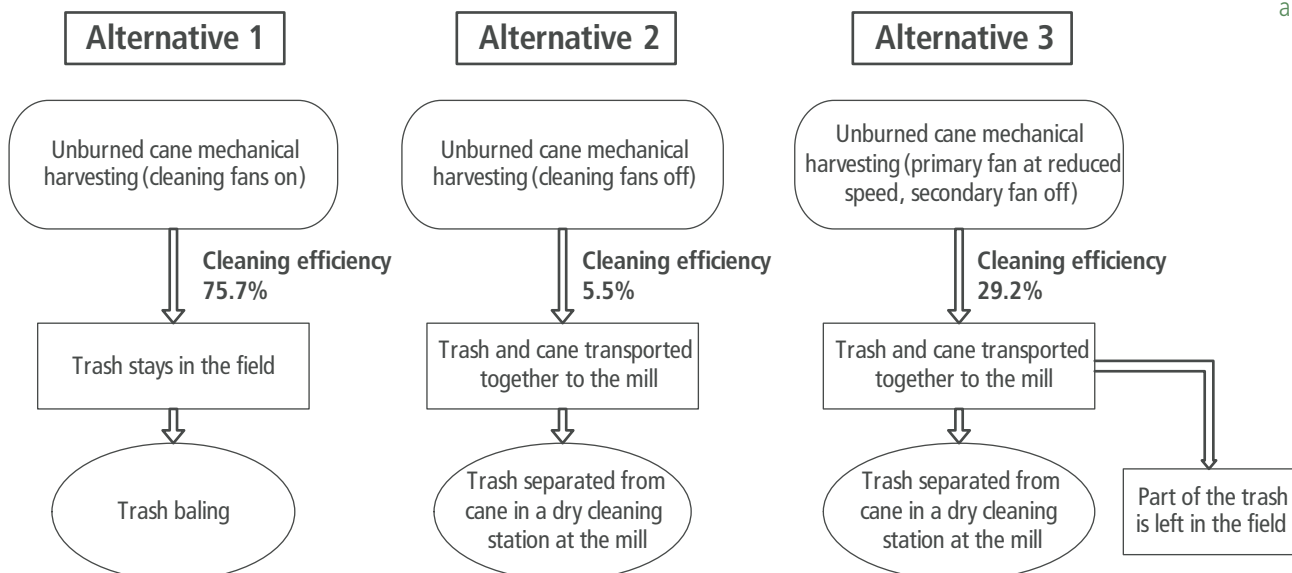 a
Alternative 1
Unburned cane mechanical
harvesting (cleaning fans on)
Cleaning efficiency
75.7%
Trash stays in the field
Trash baling
Alternative 2
Unburned cane mechanical
harvesting (cleaning fans off)
Cleaning efficiency
5.5%
Trash and cane transported
together to the mill
Trash separated from
cane in a dry cleaning
station at the mill
Alternative 3
Unburned cane mechanical
harvesting (primary fan at reduced
speed, secondary fan off)
Cleaning efficiency
29.2%
Trash and cane transported
together to the mill
Trash separated from
cane in a dry cleaning
station at the mill
Part of the trash
is left in the field